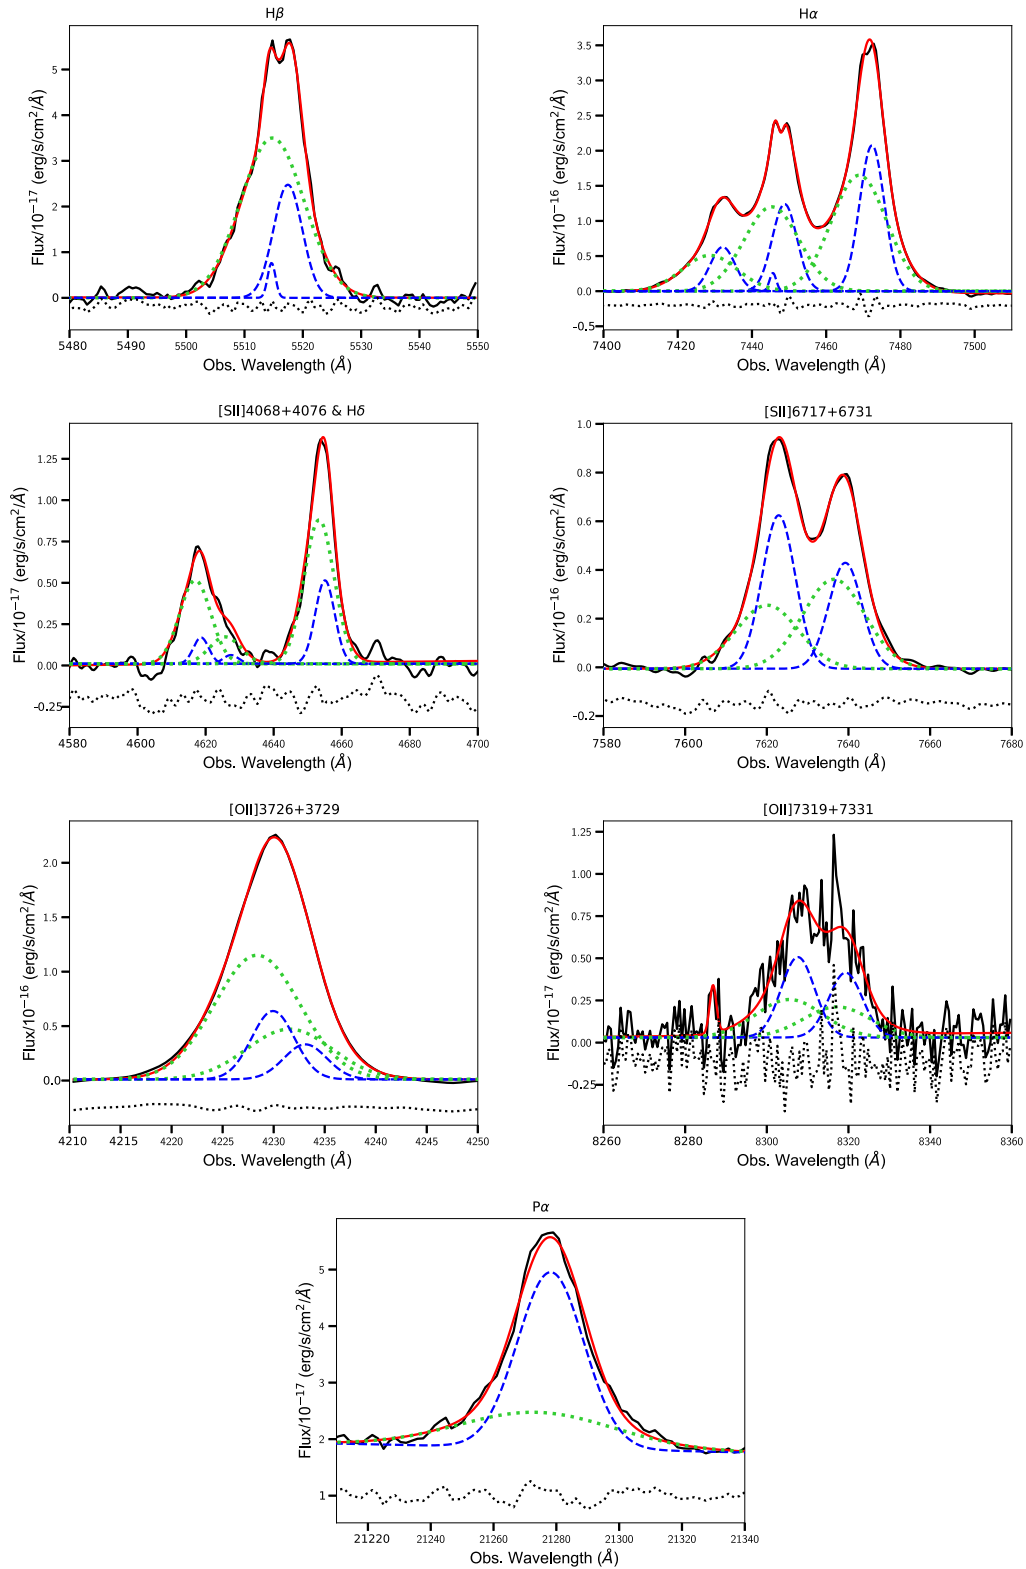 Hβ
Flux/10⁻¹⁷ (erg/s/cm²/Å)
5
4
3
2
1
0
5480 5490 5500 5510 5520 5530 5540 5550
Obs. Wavelength (Å)
Hα
Flux/10⁻¹⁶ (erg/s/cm²/Å)
3.5
3.0
2.5
2.0
1.5
1.0
0.5
0.0
-0.5
7400 7420 7440 7460 7480 7500
Obs. Wavelength (Å)
[SII]4068+4076 & Hδ
Flux/10⁻¹⁷ (erg/s/cm²/Å)
1.25
1.00
0.75
0.50
0.25
0.00
-0.25
4580 4600 4620 4640 4660 4680 4700
Obs. Wavelength (Å)
[SII]6717+6731
Flux/10⁻¹⁶ (erg/s/cm²/Å)
1.0
0.8
0.6
0.4
0.2
0.0
-0.2
7580 7600 7620 7640 7660 7680
Obs. Wavelength (Å)
[OII]3726+3729
Flux/10⁻¹⁶ (erg/s/cm²/Å)
2.0
1.5
1.0
0.5
0.0
4210 4215 4220 4225 4230 4235 4240 4245 4250
Obs. Wavelength (Å)
[OII]7319+7331
Flux/10⁻¹⁷ (erg/s/cm²/Å)
1.25
1.00
0.75
0.50
0.25
0.00
-0.25
8260 8280 8300 8320 8340 8360
Obs. Wavelength (Å)
Pα
Flux/10⁻¹⁷ (erg/s/cm²/Å)
5
4
3
2
1
21220 21240 21260 21280 21300 21320 21340
Obs. Wavelength (Å)